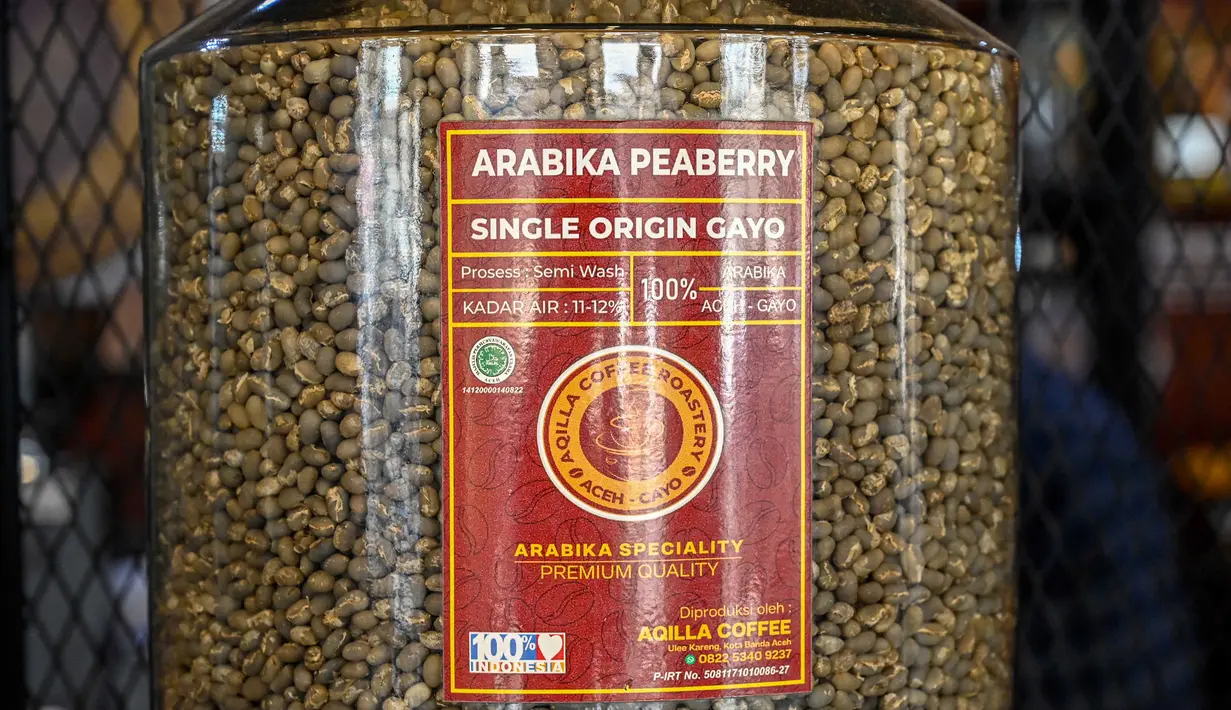 ARABIKA PEABERRY
SINGLE ORIGIN GAYO
Prosess : Semi Wash
KADAR AIR : 11-12%
100%
ARABIKA
ACEH - GAYO
14120000140822
AQILLA COFFEE ROASTERY
ACEH - GAYO
ARABIKA SPECIALITY
PREMIUM QUALITY
100%
INDONESIA
Diproduksi oleh :
AQILLA COFFEE
Ulee Kareng, Kota Banda Aceh
0822 5340 9237
P-IRT No. 5081171010086-27